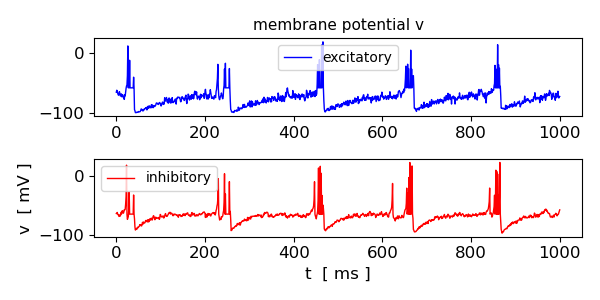 membrane potential v
0
−100
excitatory
0 200 400 600 800 1000
v [ mV ]
0
−100
inhibitory
0 200 400 600 800 1000
t [ ms ]